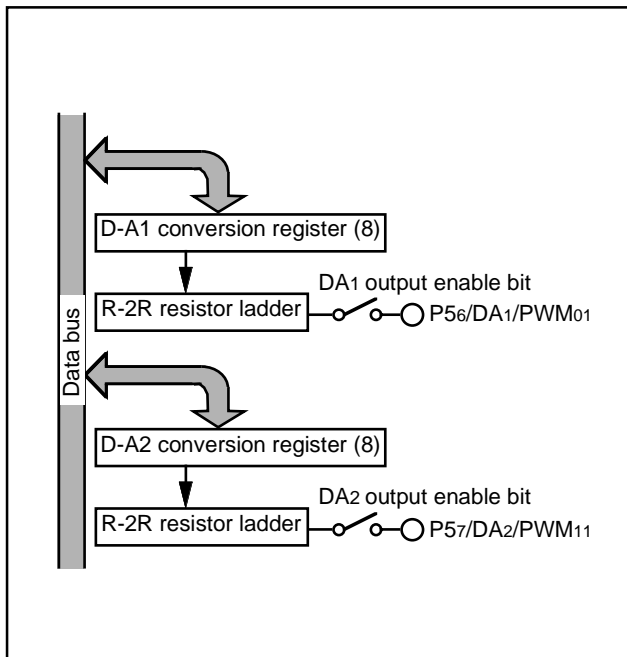 D-A1 conversion register (8)
DA1 output enable bit
R-2R resistor ladder
P56/DA1/PWM01
Data bus
D-A2 conversion register (8)
DA2 output enable bit
R-2R resistor ladder
P57/DA2/PWM11